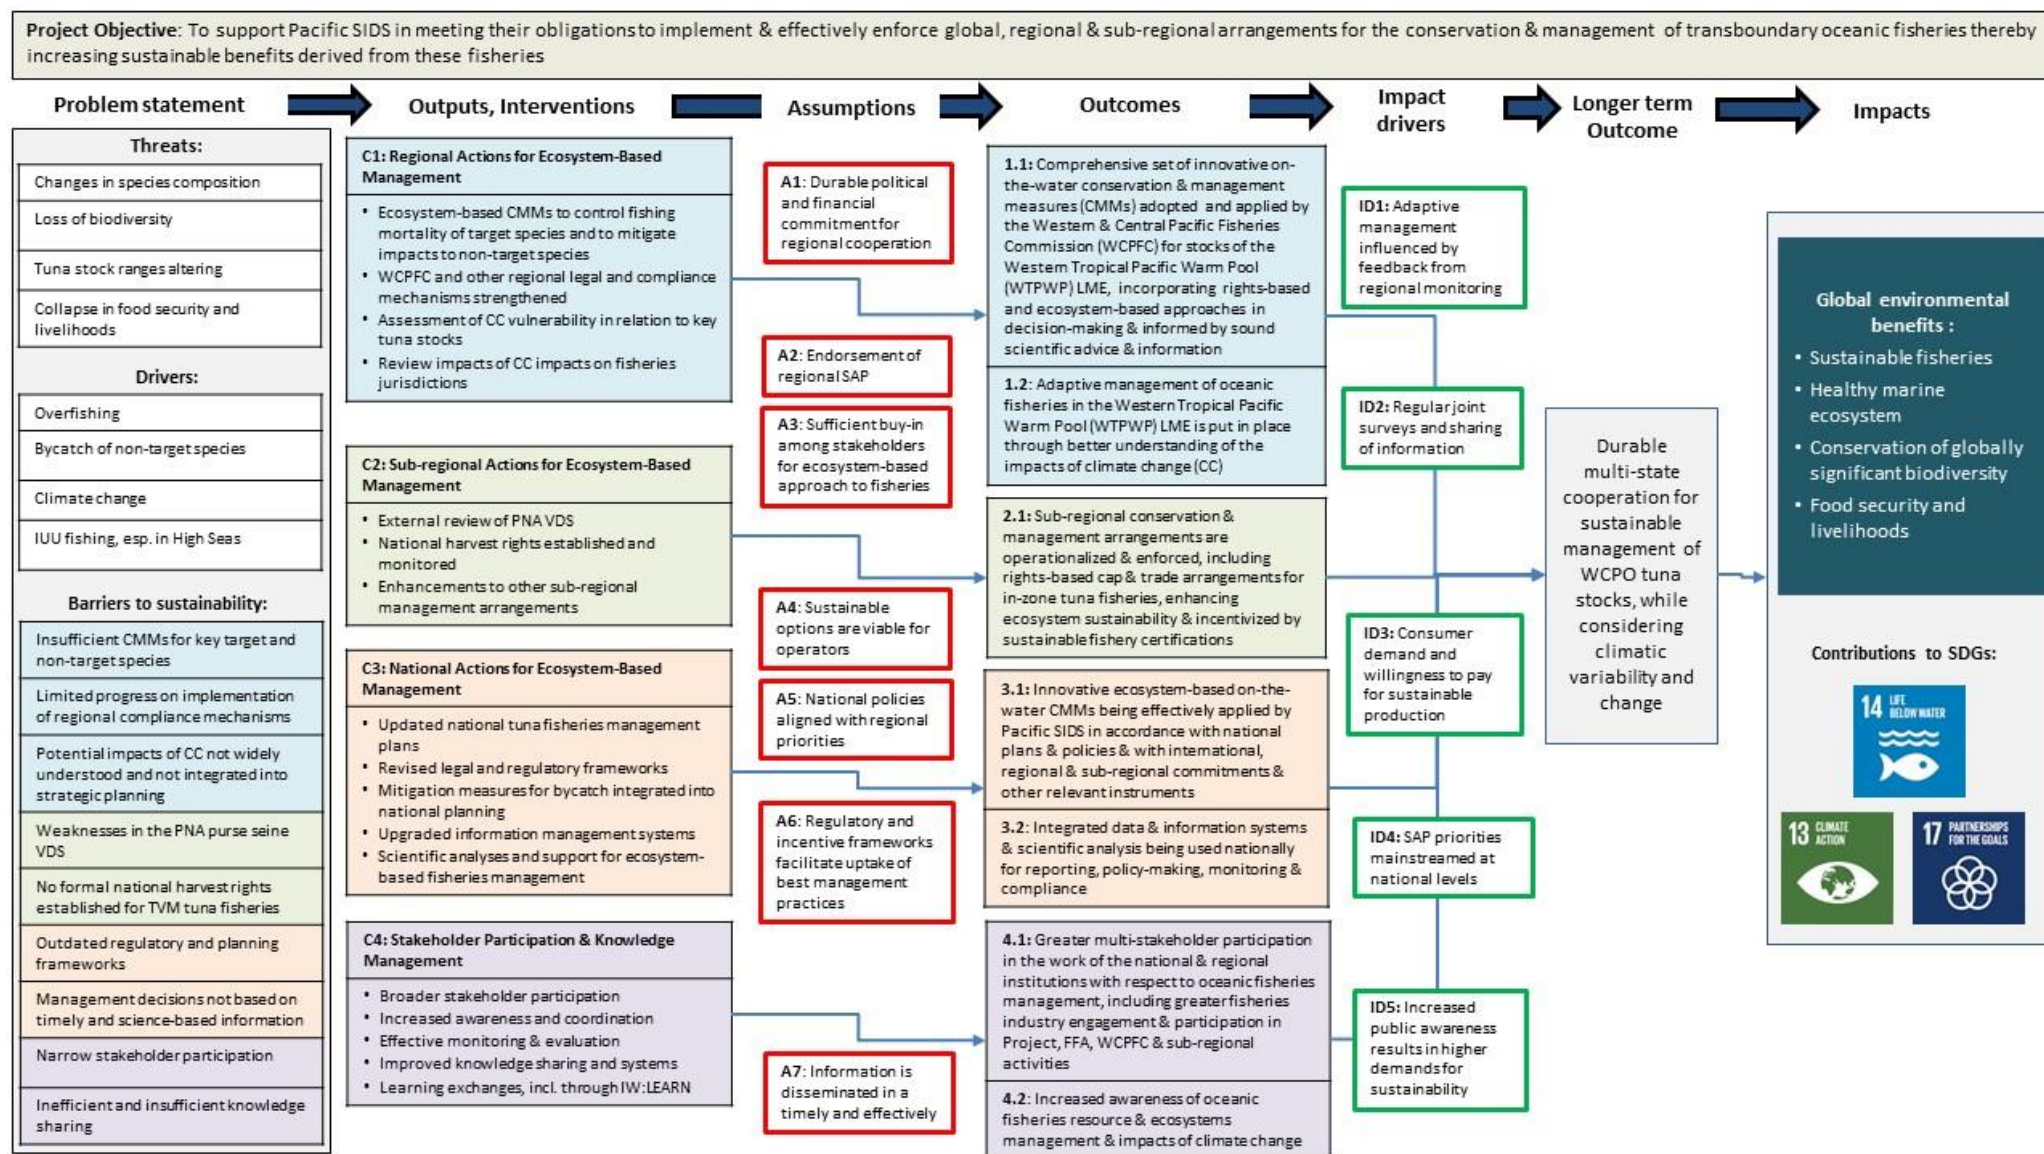 Project Objective: To support Pacific SIDS in meeting their obligations to implement & effectively enforce global, regional & sub-regional arrangements for the conservation & management of transboundary oceanic fisheries thereby
increasing sustainable benefits derived from these fisheries
Problem statement
Outputs, Interventions
Assumptions
Outcomes
Impact
drivers
Longer term
Outcome
Impacts
Threats:
Changes in species composition
Loss of biodiversity
Tuna stock ranges altering
Collapse in food security and
livelihoods
Drivers:
Overfishing
Bycatch of non-target species
Climate change
IUU fishing, esp. in High Seas
Barriers to sustainability:
Insufficient CMMs for key target and
non-target species
Limited progress on implementation
of regional compliance mechanisms
Potential impacts of CC not widely
understood and not integrated into
strategic planning
Weaknesses in the PNA purse seine
VDS
No formal national harvest rights
established for TVM tuna fisheries
Outdated regulatory and planning
frameworks
Management decisions not based on
timely and science-based information
Narrow stakeholder participation
Inefficient and insufficient knowledge
sharing
C1: Regional Actions for Ecosystem-Based
Management
• Ecosystem-based CMMs to control fishing
mortality of target species and to mitigate
impacts to non-target species
• WCPFC and other regional legal and compliance
mechanisms strengthened
• Assessment of CC vulnerability in relation to key
tuna stocks
• Review impacts of CC impacts on fisheries
jurisdictions
C2: Sub-regional Actions for Ecosystem-Based
Management
• External review of PNA VDS
• National harvest rights established and
monitored
• Enhancements to other sub-regional
management arrangements
C3: National Actions for Ecosystem-Based
Management
• Updated national tuna fisheries management
plans
• Revised legal and regulatory frameworks
• Mitigation measures for bycatch integrated into
national planning
• Upgraded information management systems
• Scientific analyses and support for ecosystem-
based fisheries management
C4: Stakeholder Participation & Knowledge
Management
• Broader stakeholder participation
• Increased awareness and coordination
• Effective monitoring & evaluation
• Improved knowledge sharing and systems
• Learning exchanges, incl. through IW:LEARN
A1: Durable political
and financial
commitment for
regional cooperation
A2: Endorsement of
regional SAP
A3: Sufficient buy-in
among stakeholders
for ecosystem-based
approach to fisheries
A4: Sustainable
options are viable for
operators
A5: National policies
aligned with regional
priorities
A6: Regulatory and
incentive frameworks
facilitate uptake of
best management
practices
A7: Information is
disseminated in a
timely and effectively
1.1: Comprehensive set of innovative on-
the-water conservation & management
measures (CMMs) adopted and applied by
the Western & Central Pacific Fisheries
Commission (WCPFC) for stocks of the
Western Tropical Pacific Warm Pool
(WTPWP) LME, incorporating rights-based
and ecosystem-based approaches in
decision-making & informed by sound
scientific advice & information
1.2: Adaptive management of oceanic
fisheries in the Western Tropical Pacific
Warm Pool (WTPWP) LME is put in place
through better understanding of the
impacts of climate change (CC)
2.1: Sub-regional conservation &
management arrangements are
operationalized & enforced, including
rights-based cap & trade arrangements for
in-zone tuna fisheries, enhancing
ecosystem sustainability & incentivized by
sustainable fishery certifications
3.1: Innovative ecosystem-based on-the-
water CMMs being effectively applied by
Pacific SIDS in accordance with national
plans & policies & with international,
regional & sub-regional commitments &
other relevant instruments
3.2: Integrated data & information systems
& scientific analysis being used nationally
for reporting, policy-making, monitoring &
compliance
4.1: Greater multi-stakeholder participation
in the work of the national & regional
institutions with respect to oceanic fisheries
management, including greater fisheries
industry engagement & participation in
Project, FFA, WCPFC & sub-regional
activities
4.2: Increased awareness of oceanic
fisheries resource & ecosystems
management & impacts of climate change
ID1: Adaptive
management
influenced by
feedback from
regional monitoring
ID2: Regular joint
surveys and sharing
of information
ID3: Consumer
demand and
willingness to pay
for sustainable
production
ID4: SAP priorities
mainstreamed at
national levels
ID5: Increased
public awareness
results in higher
demands for
sustainability
Durable
multi-state
cooperation for
sustainable
management of
WCPO tuna
stocks, while
considering
climatic
variability and
change
Global environmental
benefits :
• Sustainable fisheries
• Healthy marine
ecosystem
• Conservation of globally
significant biodiversity
• Food security and
livelihoods
Contributions to SDGs:
14 LIFE
BELOW WATER
13 CLIMATE
ACTION
17 PARTNERSHIPS
FOR THE GOALS